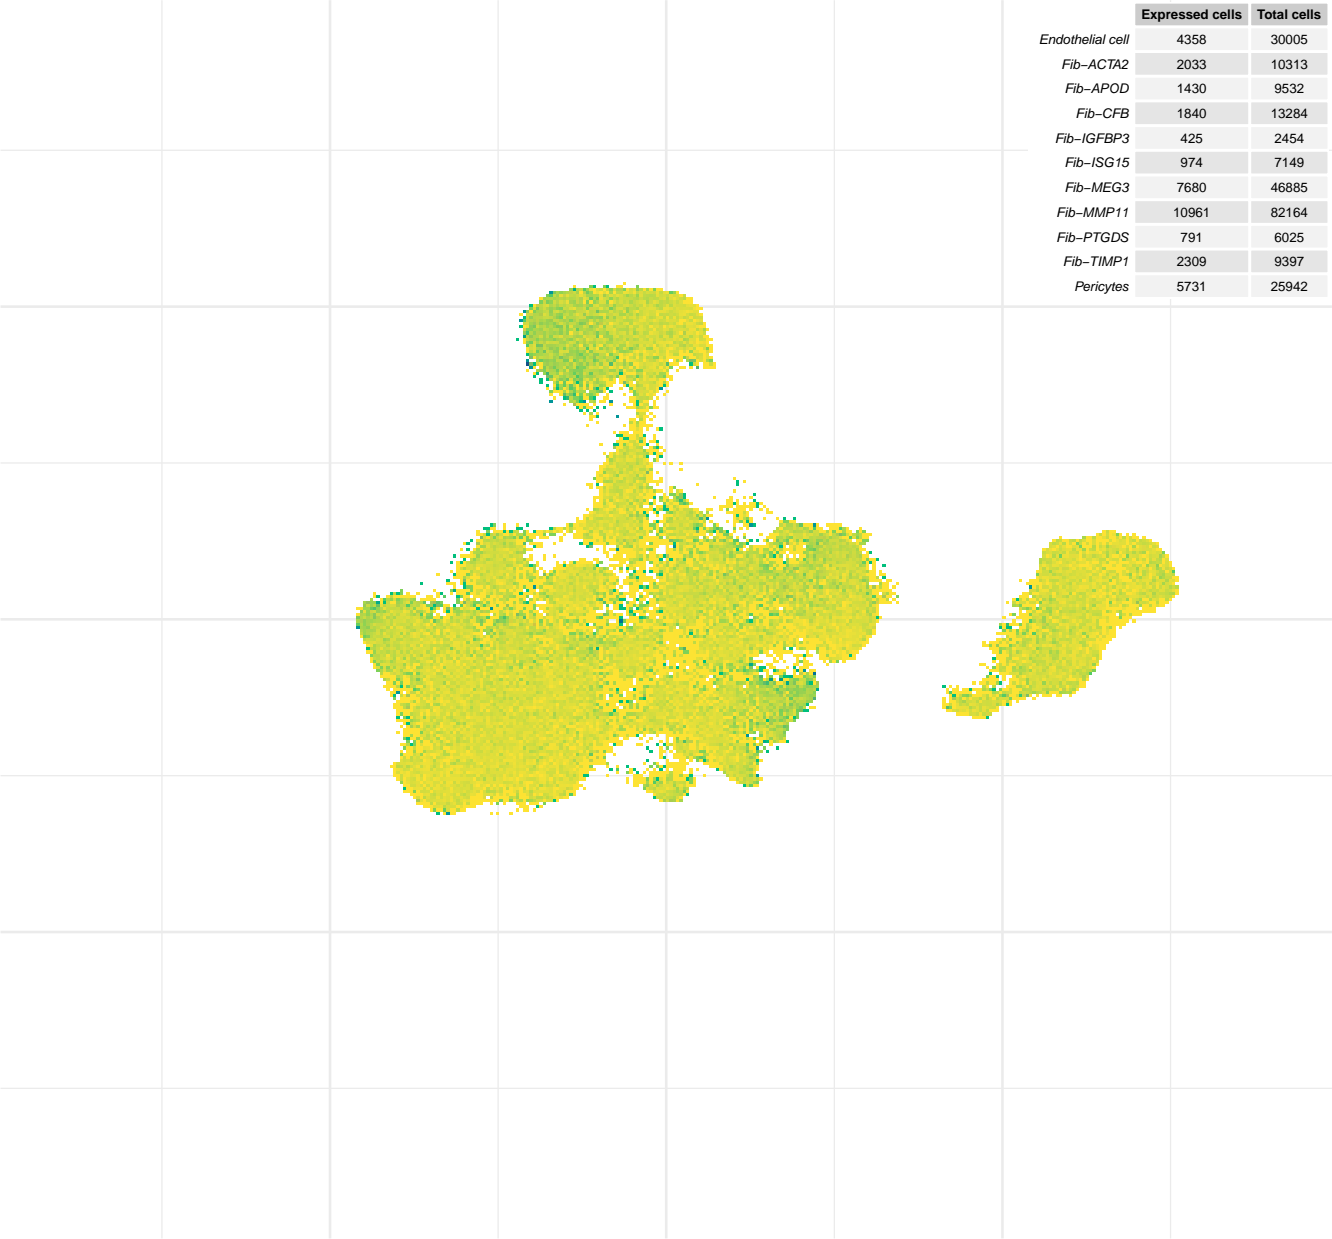 Expressed cells Total cells
Endothelial cell 4358 30005
Fib−ACTA2 2033 10313
Fib−APOD 1430 9532
Fib−CFB 1840 13284
Fib−IGFBP3 425 2454
Fib−ISG15 974 7149
Fib−MEG3 7680 46885
Fib−MMP11 10961 82164
Fib−PTGDS 791 6025
Fib−TIMP1 2309 9397
Pericytes 5731 25942